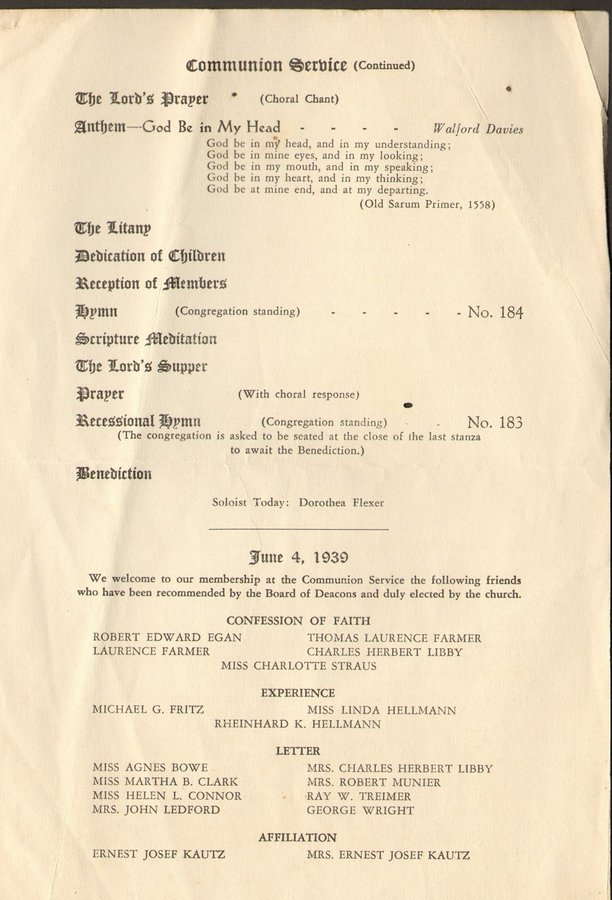 Communion Service (Continued)
The Lord's Prayer (Choral Chant)
Anthem—God Be in My Head - - - - Walford Davies
God be in my head, and in my understanding;
God be in mine eyes, and in my looking;
God be in my mouth, and in my speaking;
God be in my heart, and in my thinking;
God be at mine end, and at my departing.
(Old Sarum Primer, 1558)
The Litany
Dedication of Children
Reception of Members
Hymn (Congregation standing) - - - - - No. 184
Scripture Meditation
The Lord's Supper
Prayer (With choral response)
Recessional Hymn (Congregation standing) - - No. 183
(The congregation is asked to be seated at the close of the last stanza
to await the Benediction.)
Benediction
Soloist Today: Dorothea Flexer
June 4, 1939
We welcome to our membership at the Communion Service the following friends
who have been recommended by the Board of Deacons and duly elected by the church.
CONFESSION OF FAITH
ROBERT EDWARD EGAN THOMAS LAURENCE FARMER
LAURENCE FARMER CHARLES HERBERT LIBBY
MISS CHARLOTTE STRAUS
EXPERIENCE
MICHAEL G. FRITZ MISS LINDA HELLMANN
RHEINHARD K. HELLMANN
LETTER
MISS AGNES BOWE MRS. CHARLES HERBERT LIBBY
MISS MARTHA B. CLARK MRS. ROBERT MUNIER
MISS HELEN L. CONNOR RAY W. TREIMER
MRS. JOHN LEDFORD GEORGE WRIGHT
AFFILIATION
ERNEST JOSEF KAUTZ MRS. ERNEST JOSEF KAUTZ